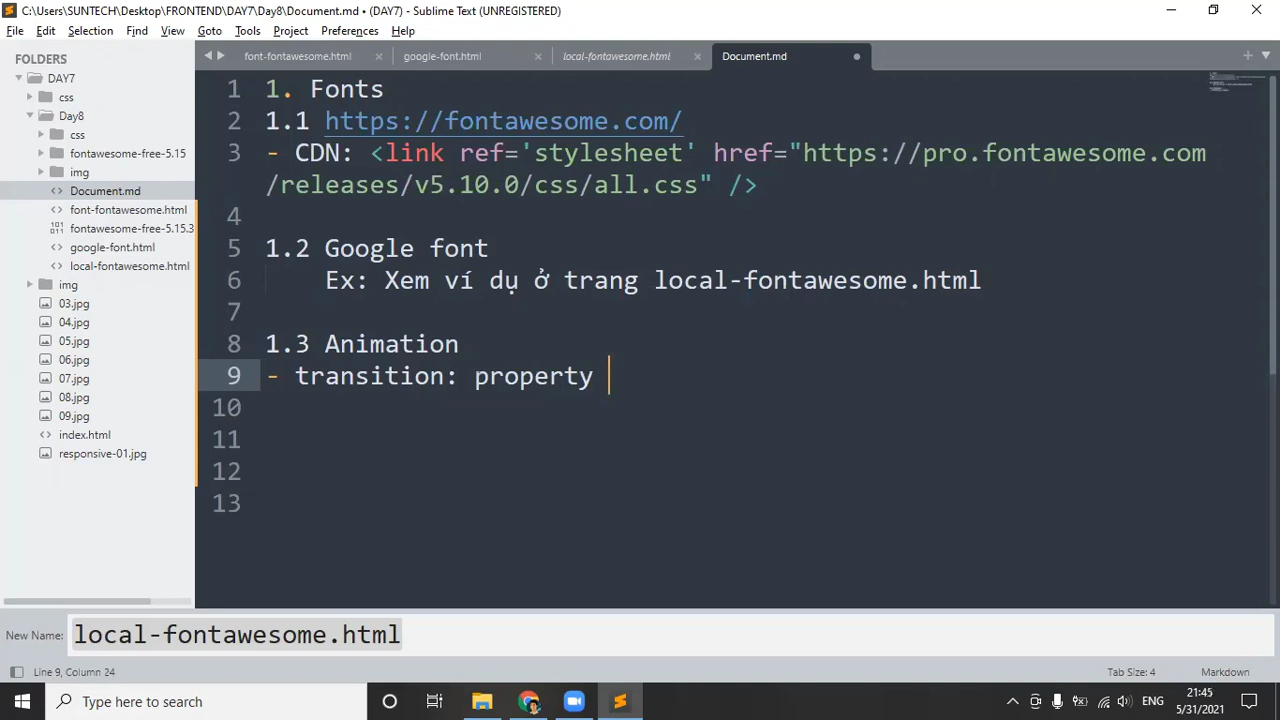 C:\Users\SUNTECH\Desktop\FRONTEND\DAY7\Day8\Document.md • (DAY7) - Sublime Text (UNREGISTERED)
File Edit Selection Find View Goto Tools Project Preferences Help
FOLDERS
DAY7
css
Day8
css
fontawesome-free-5.15
img
Document.md
font-fontawesome.html
fontawesome-free-5.15.3
google-font.html
local-fontawesome.html
img
03.jpg
04.jpg
05.jpg
06.jpg
07.jpg
08.jpg
09.jpg
index.html
responsive-01.jpg
font-fontawesome.html google-font.html local-fontawesome.html Document.md
1 1. Fonts
2 1.1 https://fontawesome.com/
3 - CDN: <link ref='stylesheet' href="https://pro.fontawesome.com
/releases/v5.10.0/css/all.css" />
4
5 1.2 Google font
6 Ex: Xem ví dụ ở trang local-fontawesome.html
7
8 1.3 Animation
9 - transition: property
10
11
12
13
New Name: local-fontawesome.html
Line 9, Column 24 Tab Size: 4 Markdown
Type here to search ENG 21:45
5/31/2021